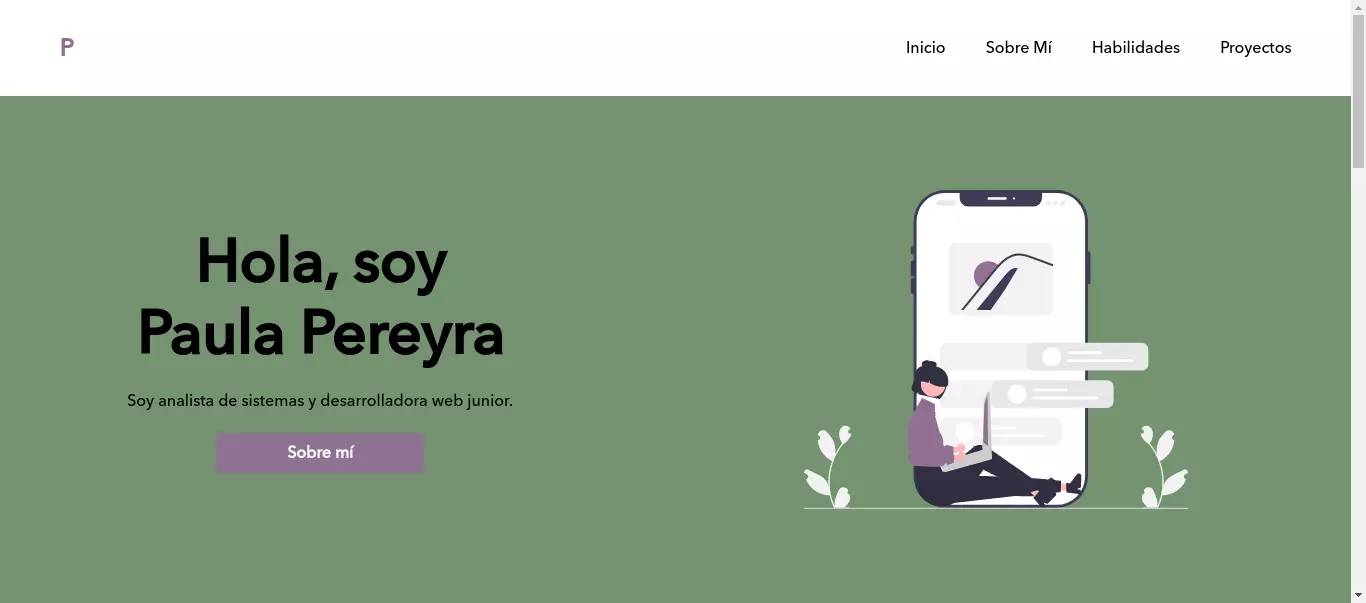 P
Inicio
Sobre Mí
Habilidades
Proyectos
Hola, soy
Paula Pereyra
Soy analista de sistemas y desarrolladora web junior.
Sobre mí